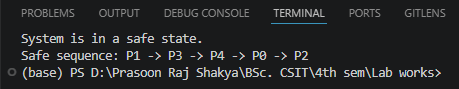 PROBLEMS OUTPUT DEBUG CONSOLE TERMINAL PORTS GITLENS
System is in a safe state.
Safe sequence: P1 -> P3 -> P4 -> P0 -> P2
(base) PS D:\Prasoon Raj Shakya\BSc. CSIT\4th sem\Lab works>